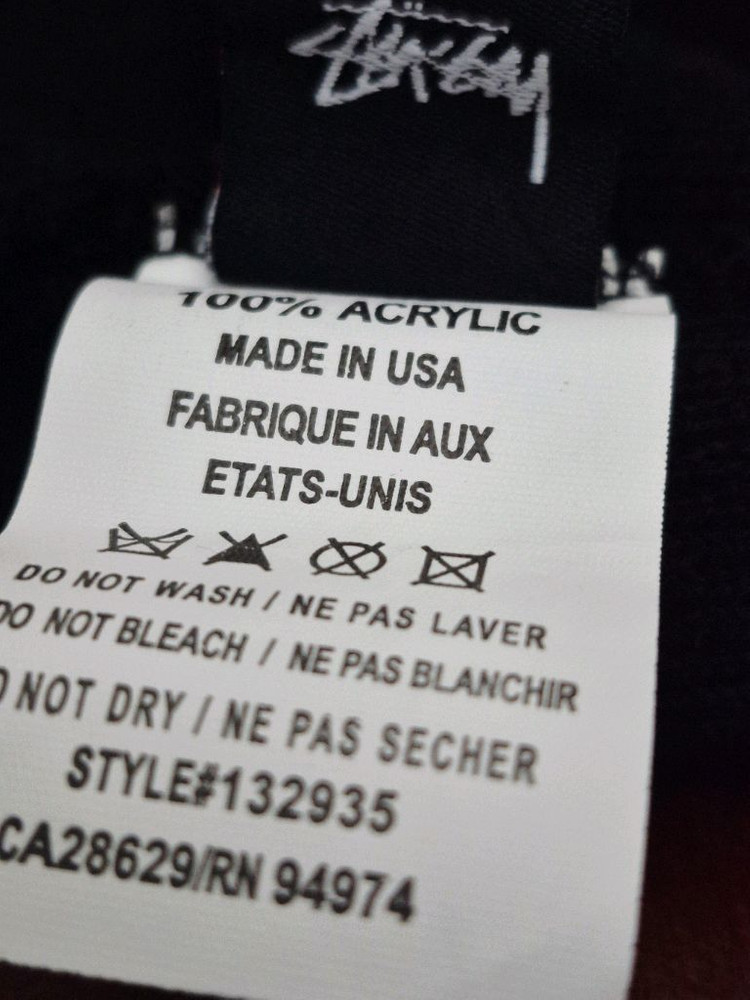 Stüssy
100% ACRYLIC
MADE IN USA
FABRIQUE IN AUX
ETATS-UNIS
DO NOT WASH / NE PAS LAVER
DO NOT BLEACH / NE PAS BLANCHIR
DO NOT DRY / NE PAS SECHER
STYLE#132935
CA28629/RN 94974